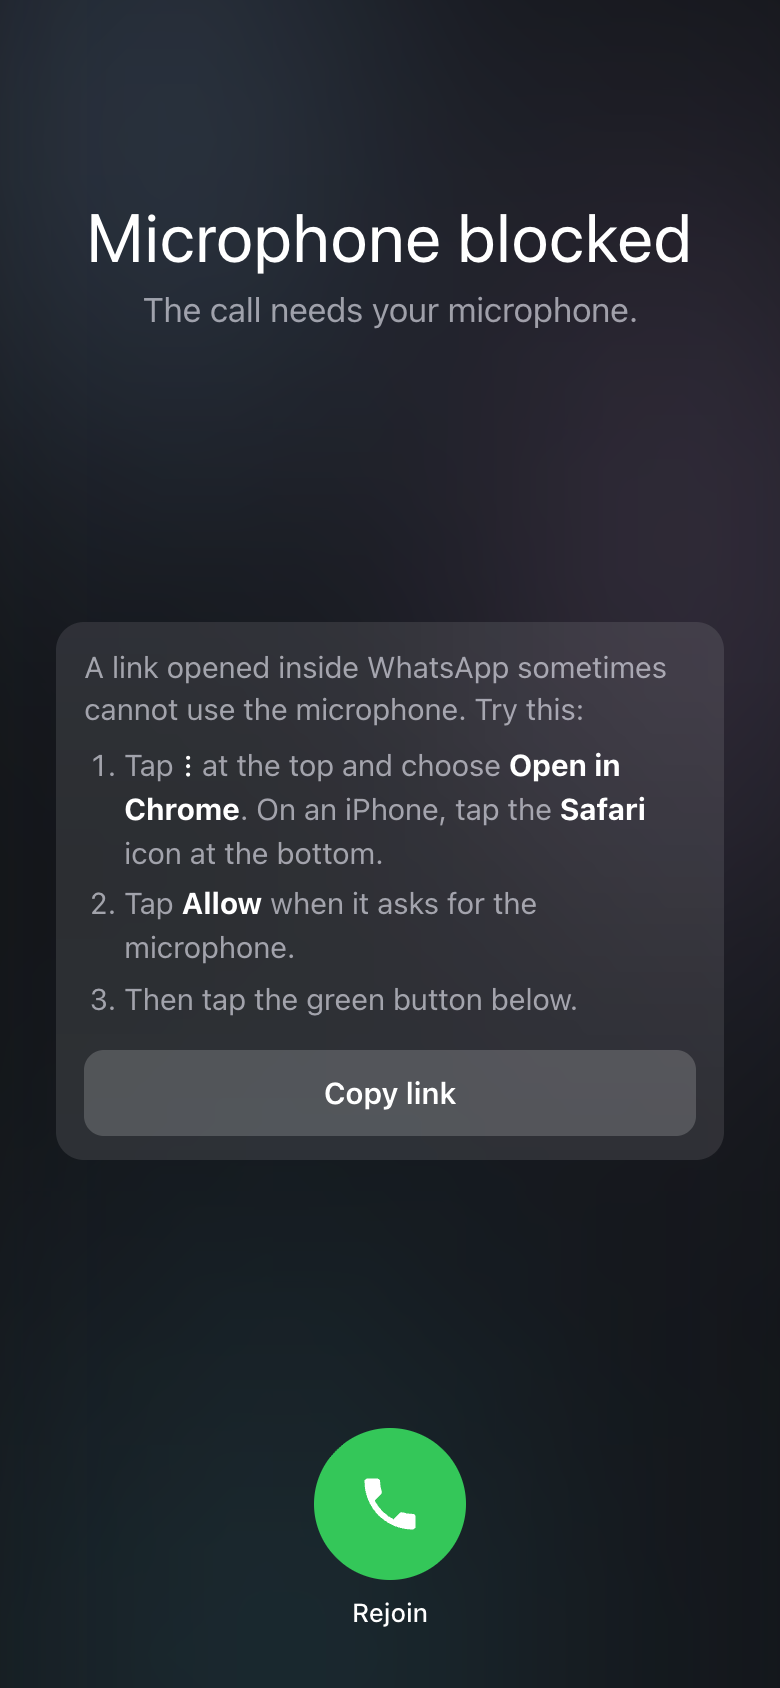 Microphone blocked
The call needs your microphone.
A link opened inside WhatsApp sometimes
cannot use the microphone. Try this:
1. Tap ⋮ at the top and choose Open in
Chrome. On an iPhone, tap the Safari
icon at the bottom.
2. Tap Allow when it asks for the
microphone.
3. Then tap the green button below.
Copy link
Rejoin